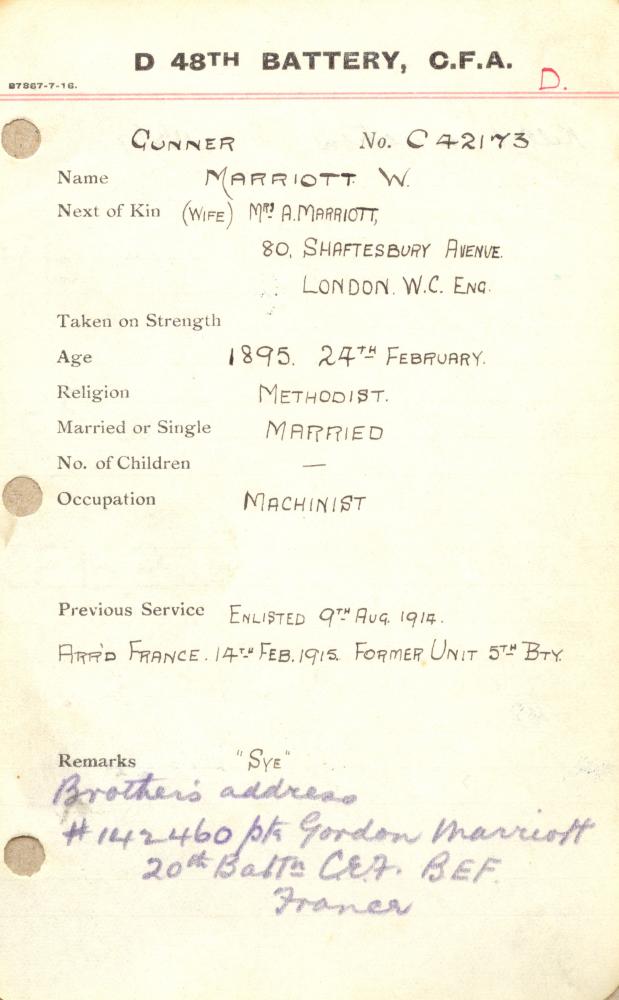 D 48TH BATTERY, C.F.A.
D.
87867-7-16.
GUNNER No. C 42173
Name MARRIOTT W.
Next of Kin (WIFE) MRS A. MARRIOTT,
80, SHAFTESBURY AVENUE.
LONDON. W.C. ENG.
Taken on Strength
Age 1895. 24TH FEBRUARY.
Religion METHODIST.
Married or Single MARRIED
No. of Children —
Occupation MACHINIST
Previous Service ENLISTED 9TH AUG. 1914.
ARR'D FRANCE. 14TH FEB. 1915. FORMER UNIT 5TH BTY.
Remarks "SYE"
Brother's address
# 142460 pte Gordon Marriott
20th Battn C.E.F. BEF.
France